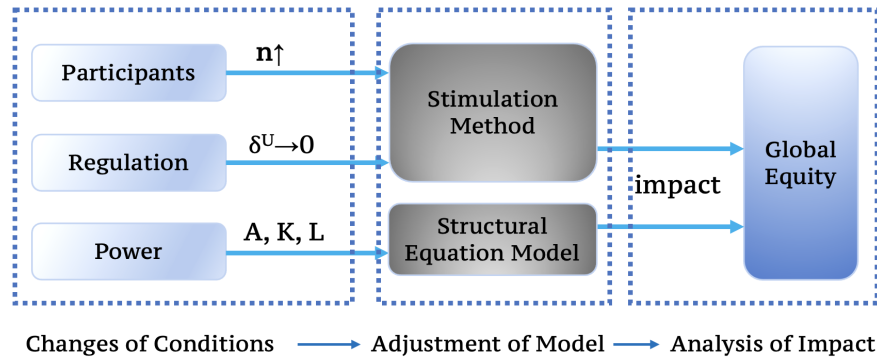 Participants
n↑
Stimulation
Method
Regulation
δᵁ→0
Global
Equity
impact
Power
A, K, L
Structural
Equation Model
Changes of Conditions
Adjustment of Model
Analysis of Impact